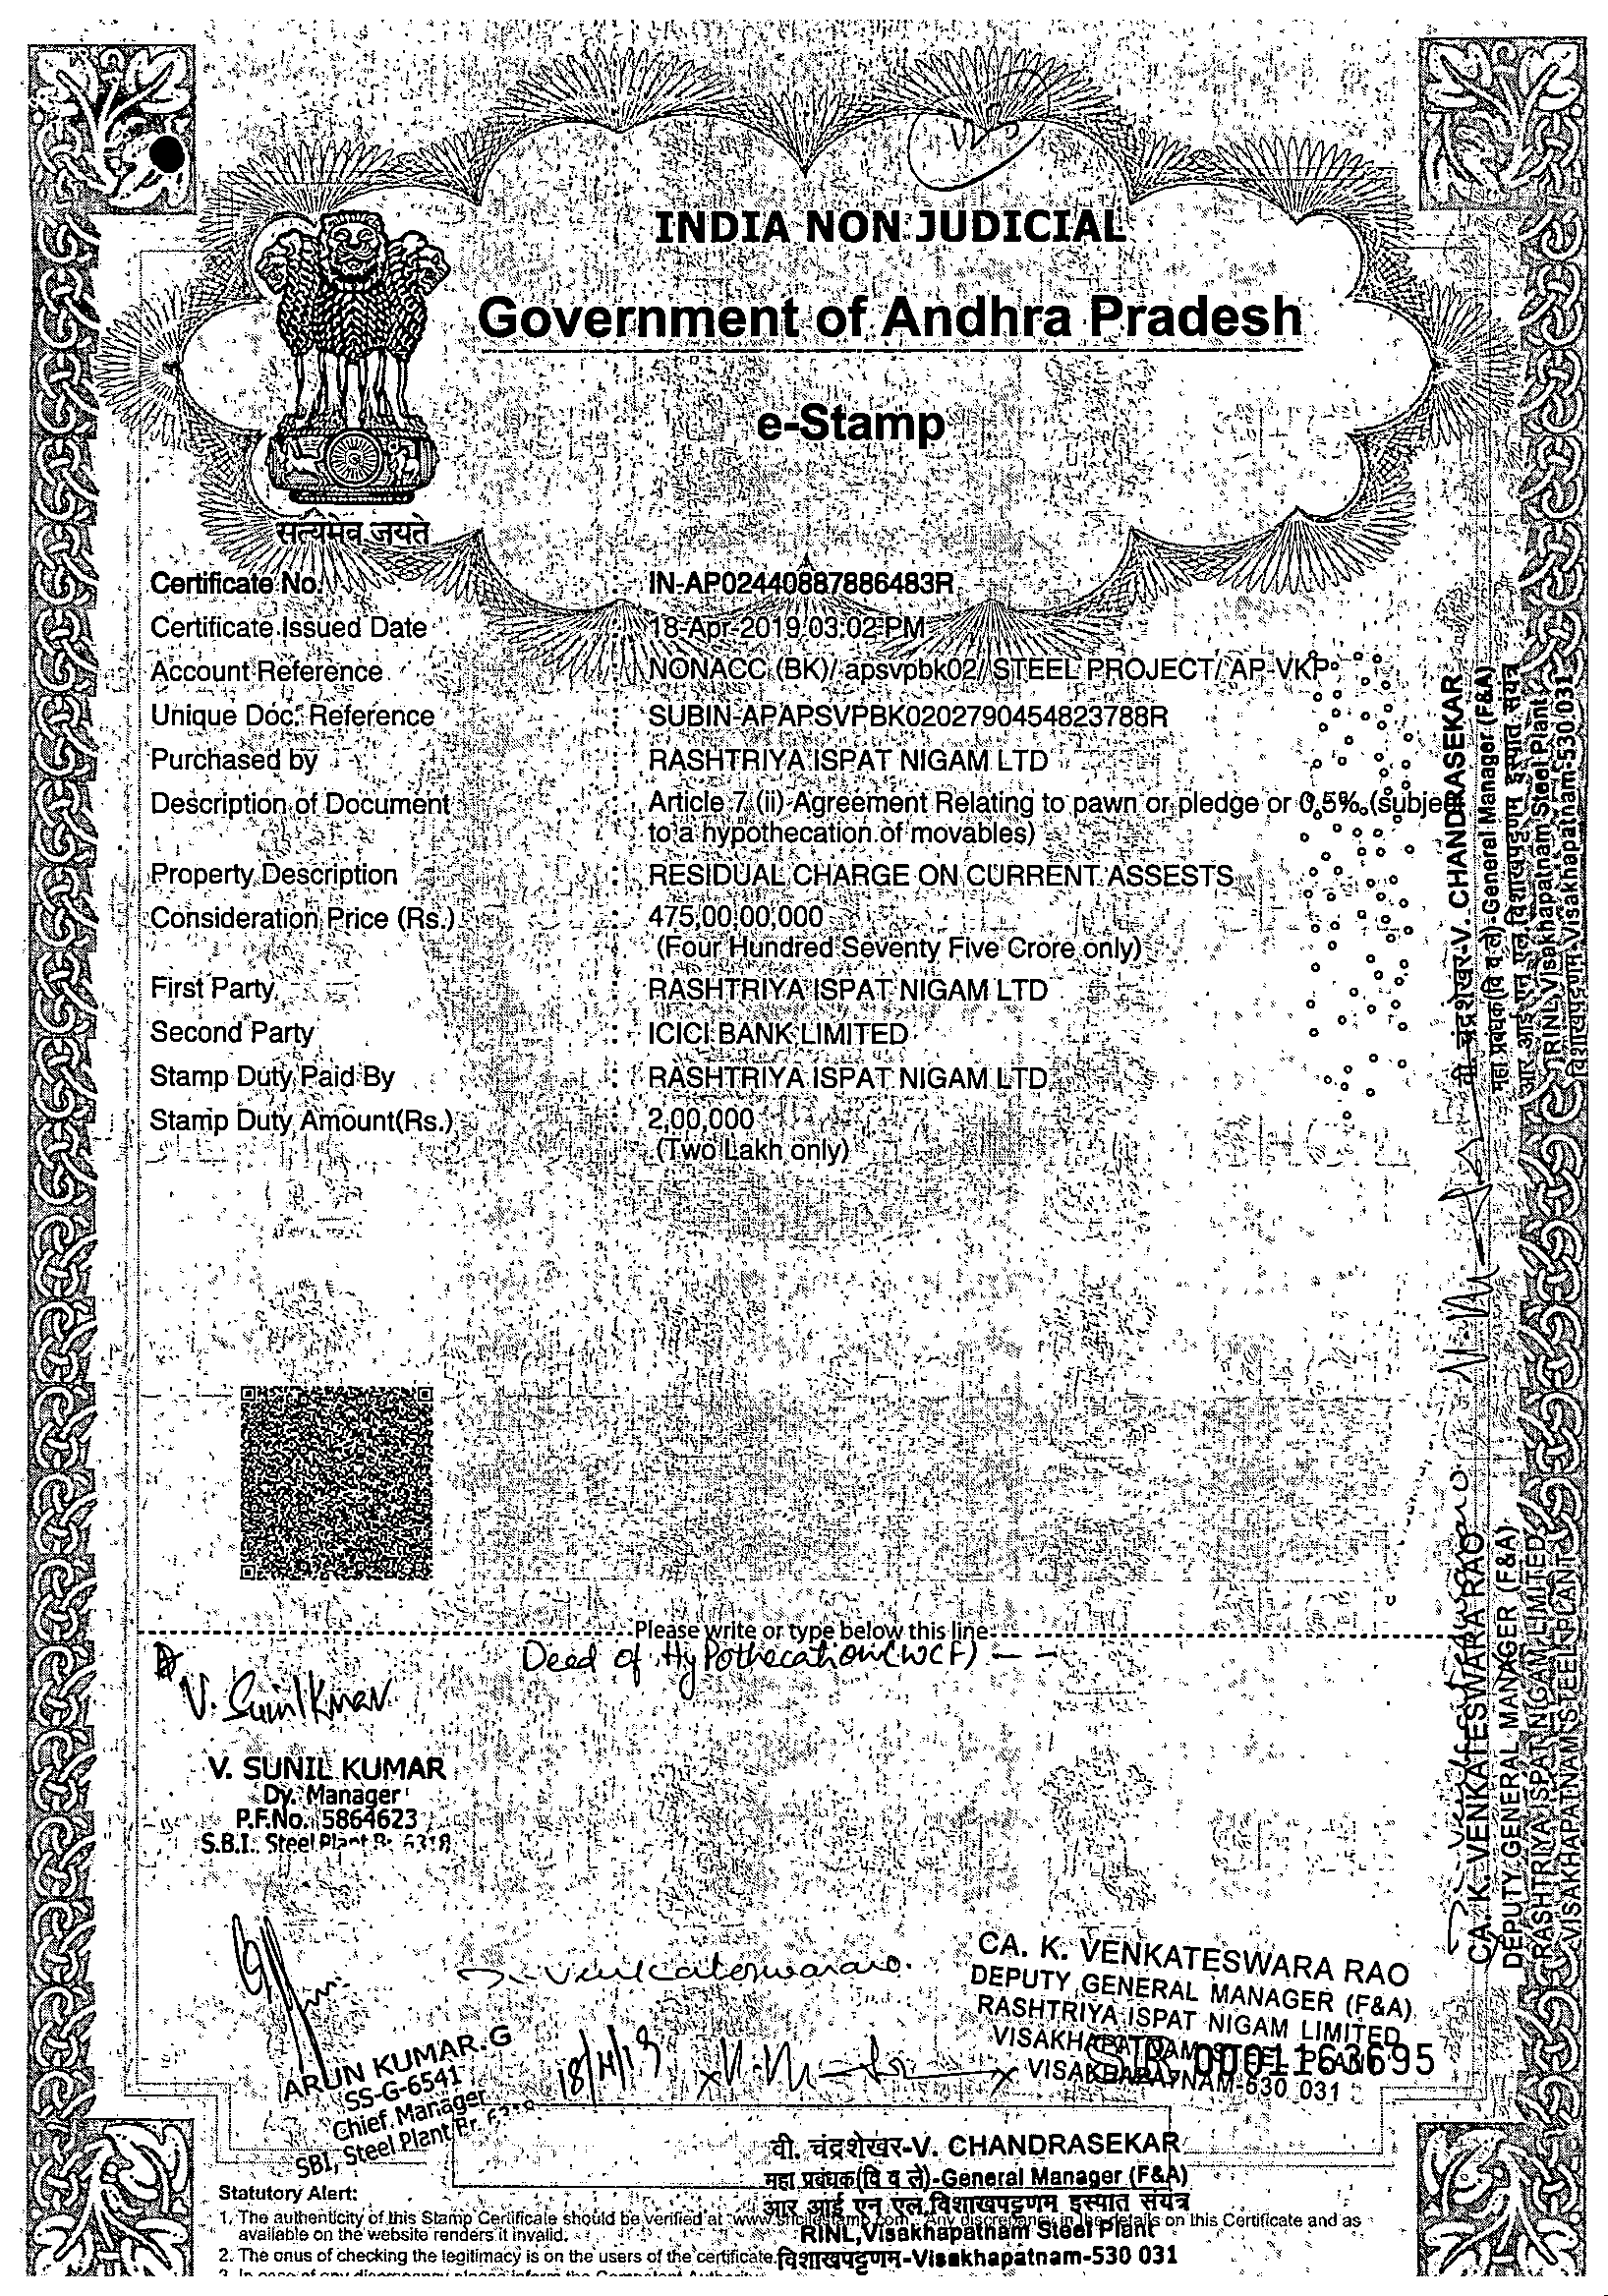 INDIA NON JUDICIAL
Government of Andhra Pradesh
e-Stamp
सत्यमेव जयते
Certificate No. : IN-AP02440887886483R
Certificate Issued Date : 18-Apr-2019 03:02 PM
Account Reference : NONACC (BK)/ apsvpbk02/ STEEL PROJECT/ AP-VKP
Unique Doc. Reference : SUBIN-APAPSVPBK0202790454823788R
Purchased by : RASHTRIYA ISPAT NIGAM LTD
Description of Document : Article 7 (ii) Agreement Relating to pawn or pledge or 0.5% (subje
to a hypothecation of movables)
Property Description : RESIDUAL CHARGE ON CURRENT ASSESTS
Consideration Price (Rs.) : 475,00,00,000
(Four Hundred Seventy Five Crore only)
First Party : RASHTRIYA ISPAT NIGAM LTD
Second Party : ICICI BANK LIMITED
Stamp Duty Paid By : RASHTRIYA ISPAT NIGAM LTD
Stamp Duty Amount(Rs.) : 2,00,000
(Two Lakh only)
वी. चंद्रशेखर-V. CHANDRASEKAR
महा प्रबंधक(वि व ले)-General Manager (F&A)
आर आई एन एल,विशाखपट्टणम इस्पात संयंत्र
RINL,Visakhapatnam Steel Plant
विशाखपट्टणम-Visakhapatnam-530 031
CA. K. VENKATESWARA RAO
DEPUTY GENERAL MANAGER (F&A)
RASHTRIYA ISPAT NIGAM LIMITED
VISAKHAPATNAM STEEL PLANT
Please write or type below this line
Deed of Hypothecation (WCF) - -
V. Sunil Kumar
V. SUNIL KUMAR
Dy. Manager
P.F.No. 5864623
S.B.I. Steel Plant Br. 6318
K. Venkateswararao
CA. K. VENKATESWARA RAO
DEPUTY GENERAL MANAGER (F&A)
RASHTRIYA ISPAT NIGAM LIMITED
VISAKHAPATNAM STEEL PLANT
VISAKHAPATNAM-530 031
0001163695
ARUN KUMAR.G
SS-G-6541
Chief Manager
SBI, Steel Plant Br. 6318
18/4/19
वी. चंद्रशेखर-V. CHANDRASEKAR
महा प्रबंधक(वि व ले)-General Manager (F&A)
आर आई एन एल,विशाखपट्टणम इस्पात संयंत्र
RINL,Visakhapatnam Steel Plant
विशाखपट्टणम-Visakhapatnam-530 031
Statutory Alert:
1. The authenticity of this Stamp Certificate should be verified at "www.shcilestamp.com". Any discrepancy in the details on this Certificate and as
available on the website renders it invalid.
2. The onus of checking the legitimacy is on the users of the certificate.
3. In case of any discrepancy please inform the Competent Authority.